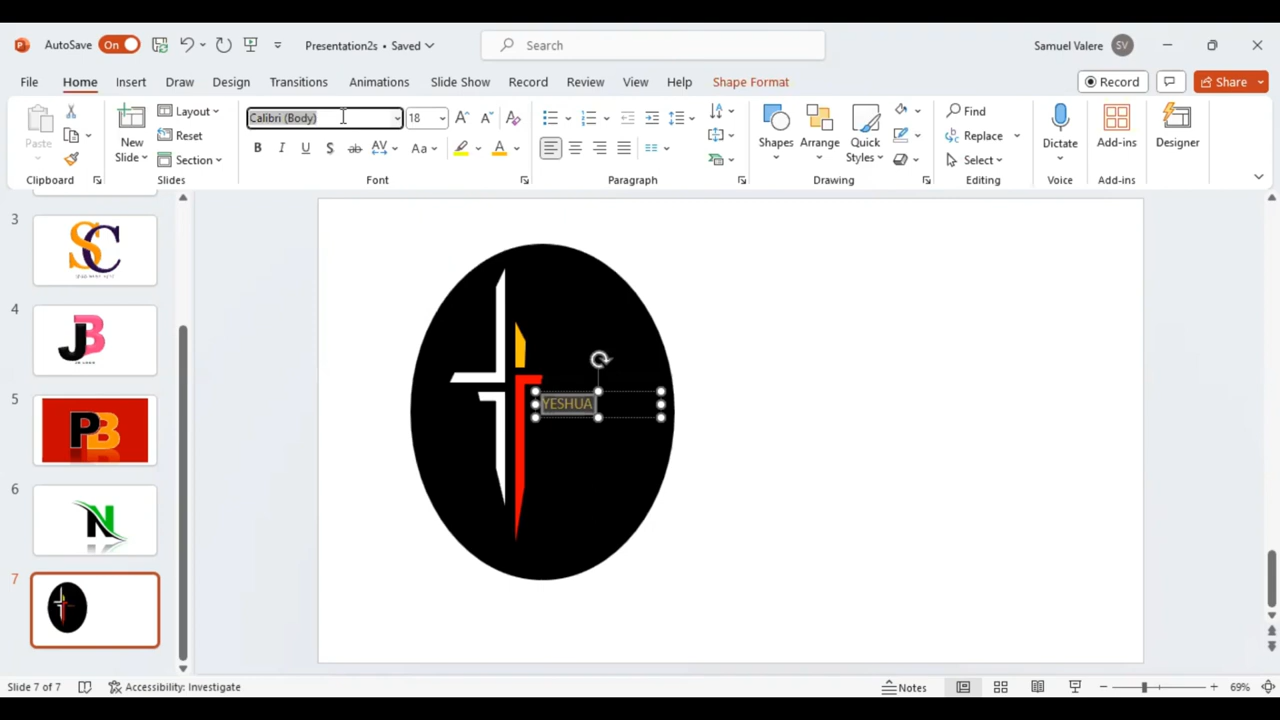 AutoSave On Presentation2s • Saved Search Samuel Valere SV
File Home Insert Draw Design Transitions Animations Slide Show Record Review View Help Shape Format Record Share
Paste
Clipboard
New
Slide
Layout
Reset
Section
Slides
Calibri (Body) 18
B I U S ab AV Aa A
Font
Paragraph
Shapes
Arrange
Quick
Styles
Drawing
Find
Replace
Select
Editing
Dictate
Voice
Add-ins
Add-ins
Designer
3
SC
4
JB
5
PB
6
N
7
YESHUA
Slide 7 of 7 Accessibility: Investigate Notes 69%